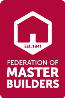 Est. 1941
FEDERATION OF
MASTER
BUILDERS